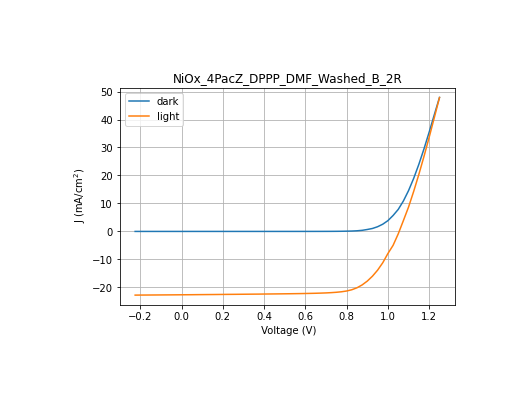 NiOx_4PacZ_DPPP_DMF_Washed_B_2R
dark
light
J (mA/cm²)
50
40
30
20
10
0
−10
−20
−0.2 0.0 0.2 0.4 0.6 0.8 1.0 1.2
Voltage (V)